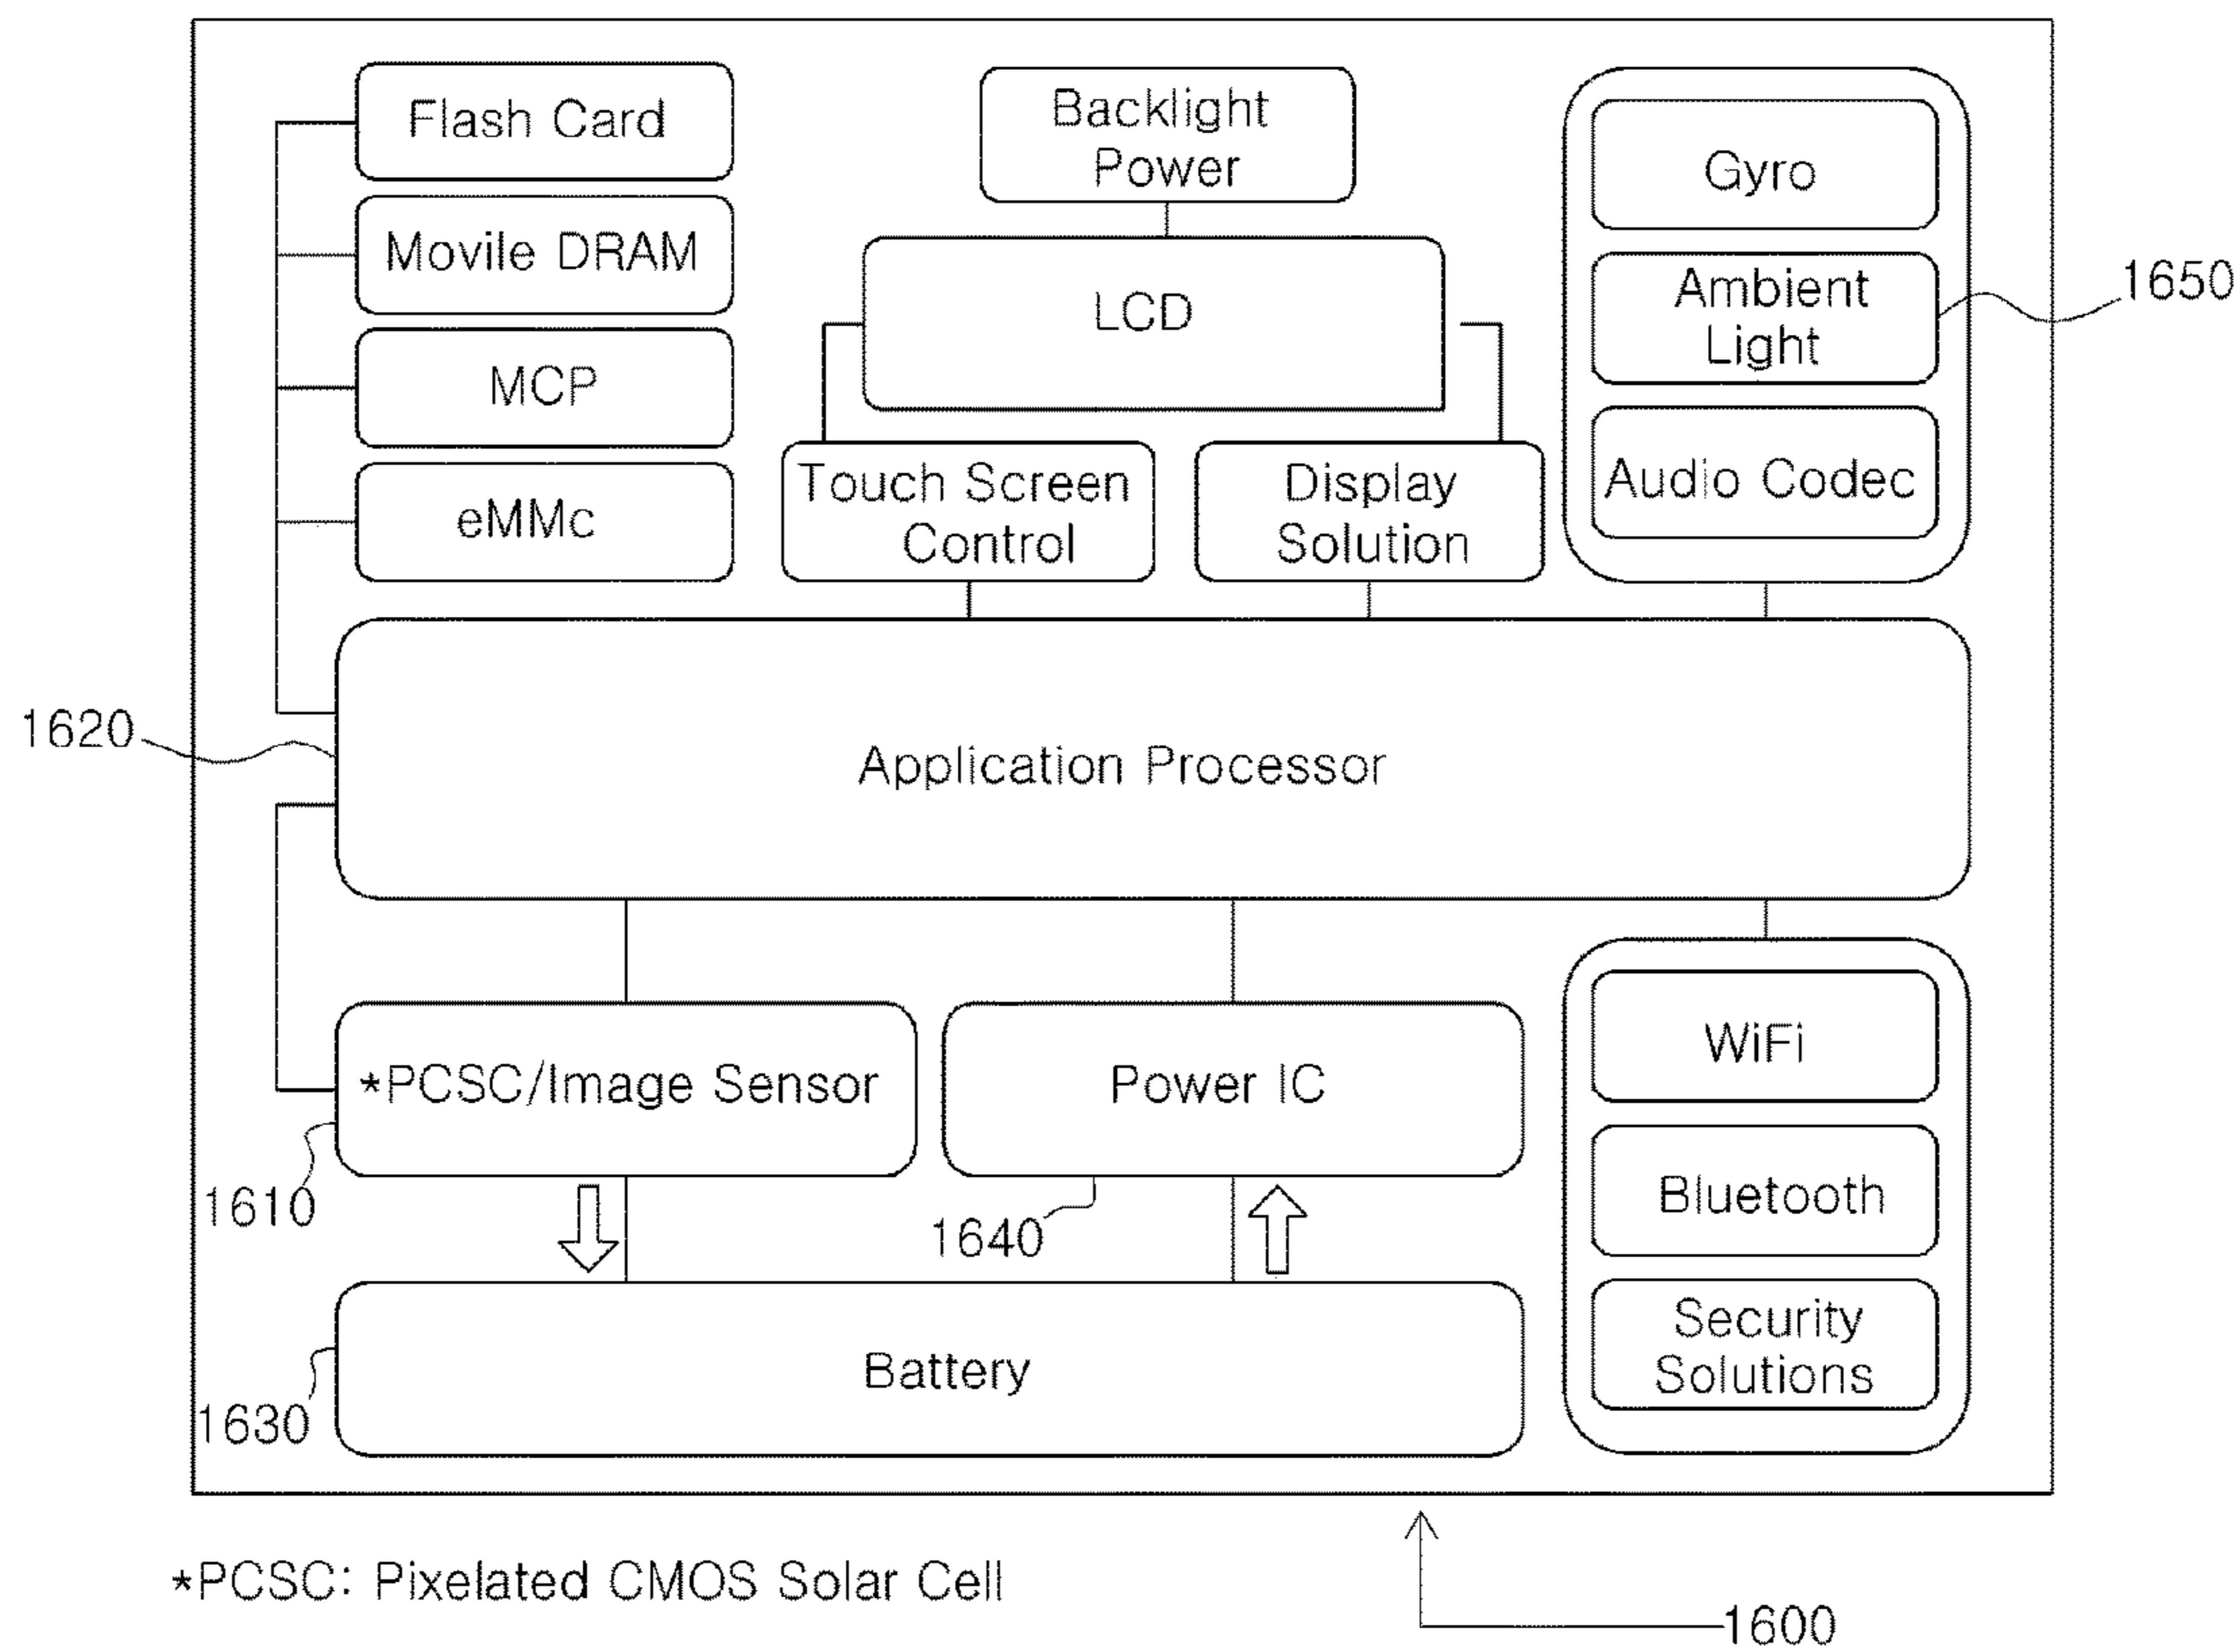 Flash Card
Movile DRAM
MCP
eMMc
Backlight
Power
LCD
Touch Screen
Control
Display
Solution
Gyro
Ambient
Light
Audio Codec
1650
1620
Application Processor
*PCSC/Image Sensor
1610
Power IC
1640
Battery
1630
WiFi
Bluetooth
Security
Solutions
*PCSC: Pixelated CMOS Solar Cell
1600